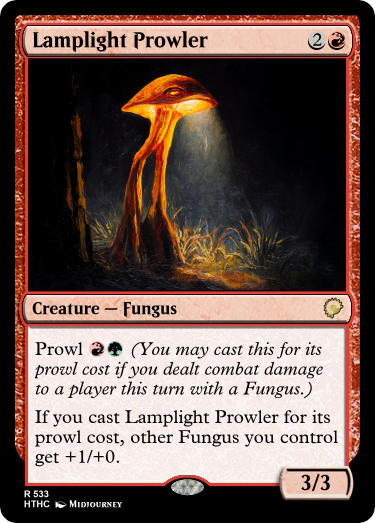 Lamplight Prowler 2
Creature — Fungus
Prowl (You may cast this for its
prowl cost if you dealt combat damage
to a player this turn with a Fungus.)
If you cast Lamplight Prowler for its
prowl cost, other Fungus you control
get +1/+0.
3/3
R 533
HTHC Midjourney